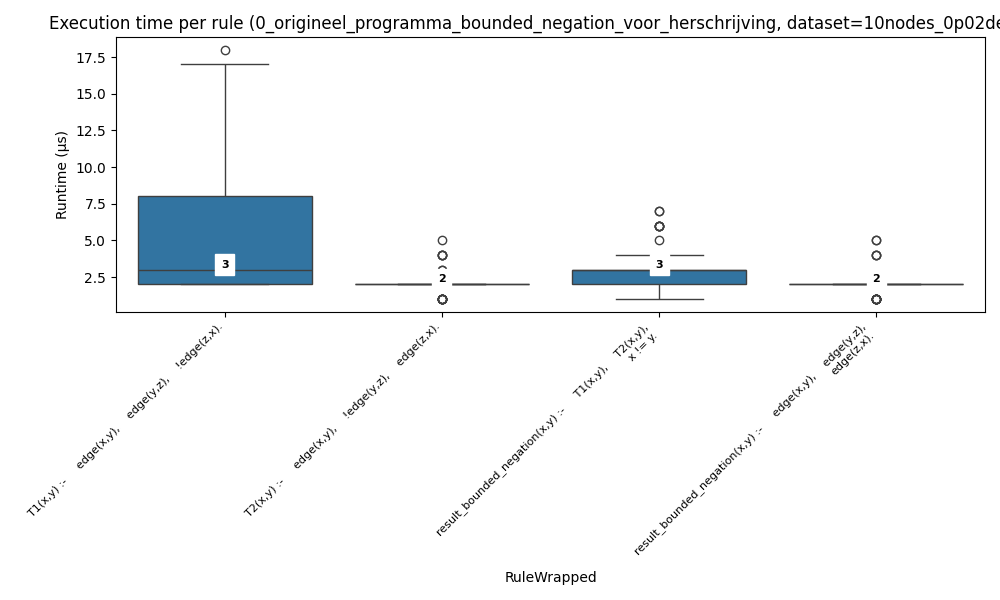 Execution time per rule (0_origineel_programma_bounded_negation_voor_herschrijving, dataset=10nodes_0p02de
Runtime (µs)
17.5
15.0
12.5
10.0
7.5
5.0
2.5
3
2
3
2
T1(x,y) :- edge(x,y), edge(y,z), !edge(z,x).
T2(x,y) :- edge(x,y), !edge(y,z), edge(z,x).
result_bounded_negation(x,y) :- T1(x,y), T2(x,y),
x != y.
result_bounded_negation(x,y) :- edge(x,y), edge(y,z),
edge(z,x).
RuleWrapped